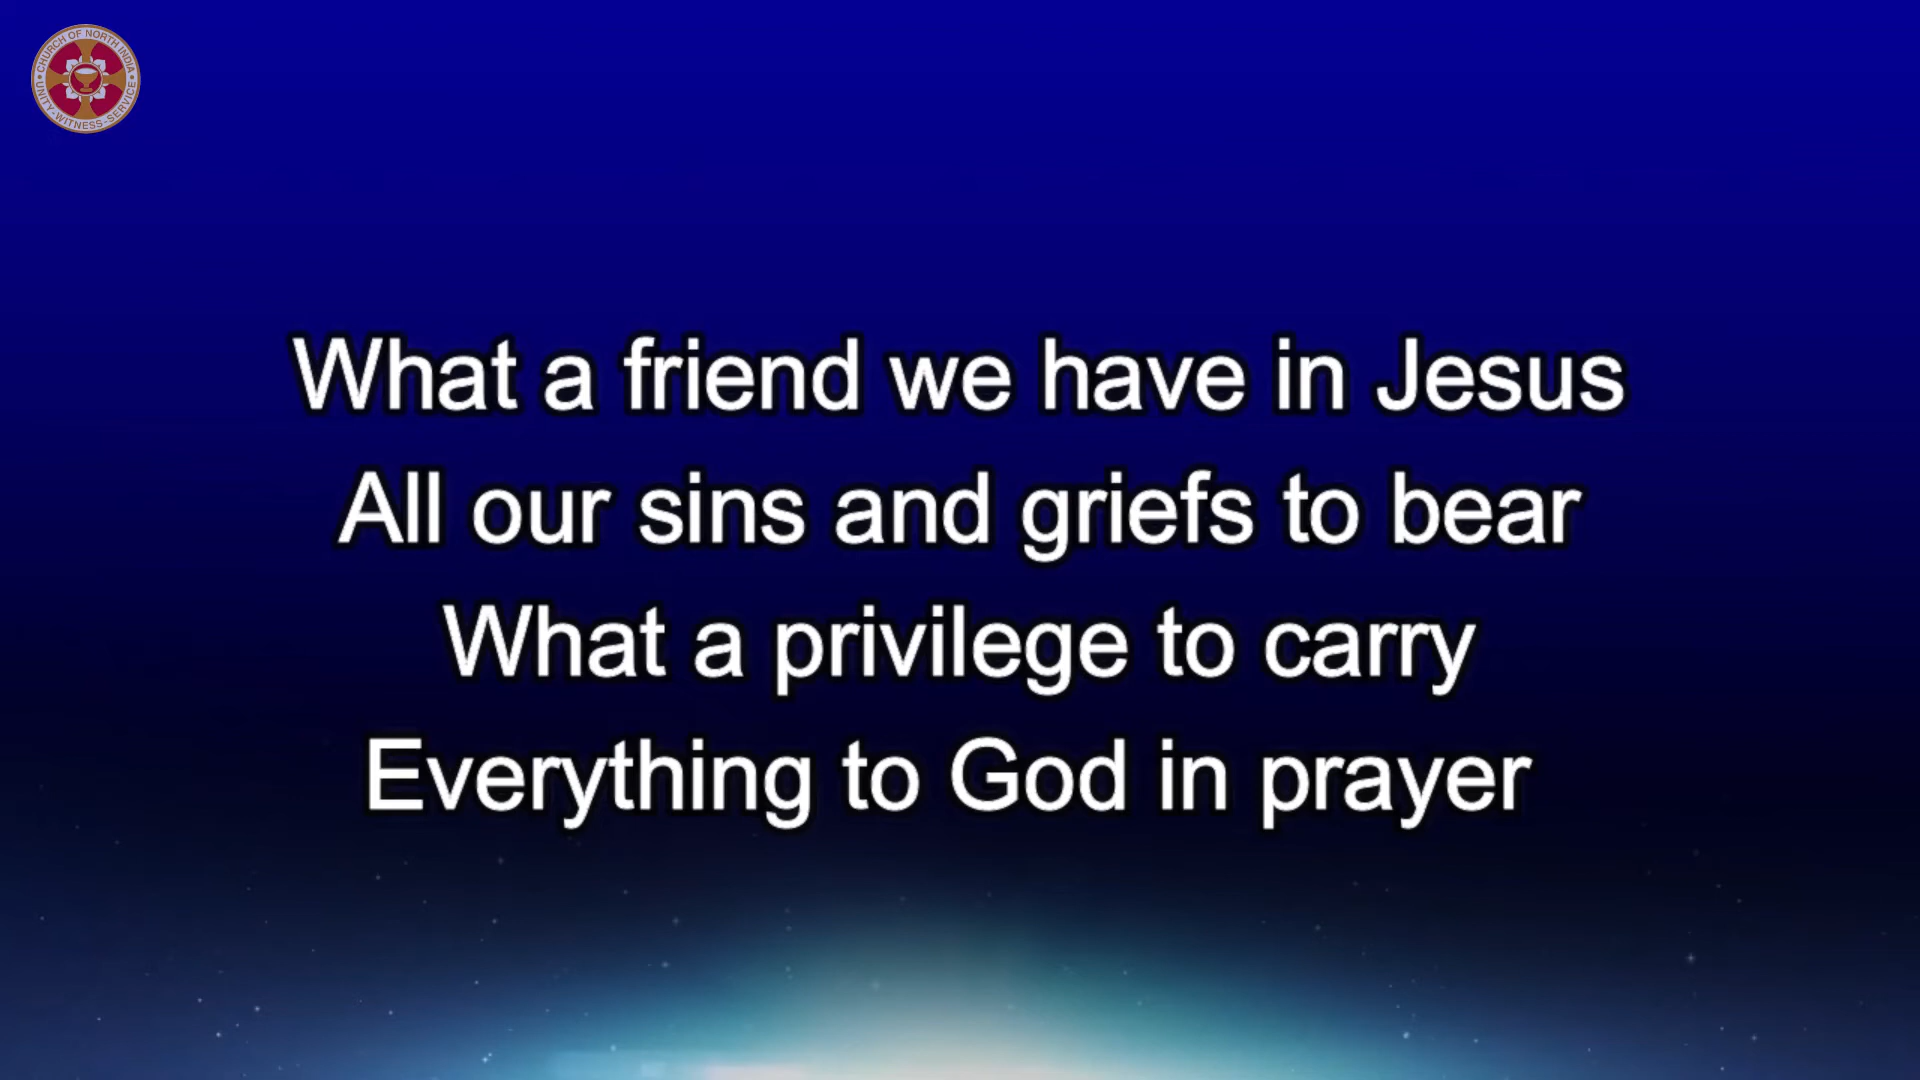 CHURCH OF NORTH INDIA
UNITY - WITNESS - SERVICE
What a friend we have in Jesus
All our sins and griefs to bear
What a privilege to carry
Everything to God in prayer